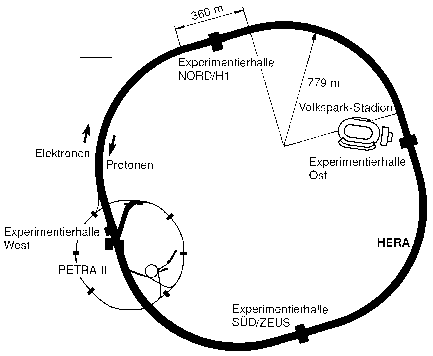 360 m
Experimentierhalle
NORD/H1
779 m
Volkspark-Stadion
Elektronen
Protonen
Experimentierhalle
Ost
Experimentierhalle
West
HERA
PETRA II
Experimentierhalle
SÜD/ZEUS